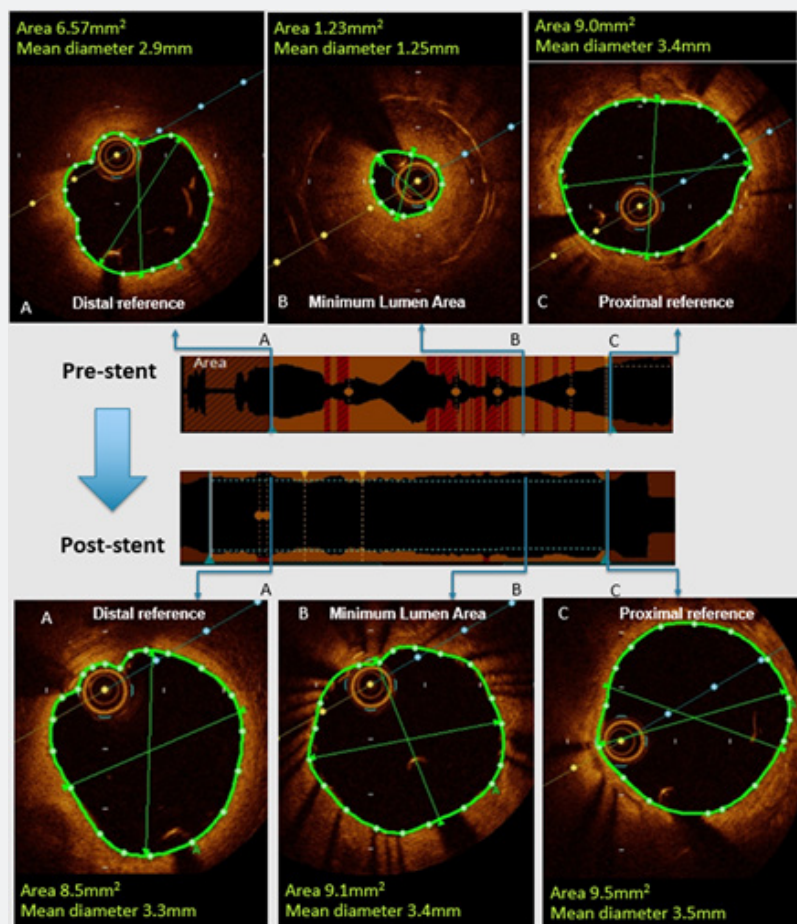 Area 6.57mm²
Mean diameter 2.9mm
Area 1.23mm²
Mean diameter 1.25mm
Area 9.0mm²
Mean diameter 3.4mm
A
Distal reference
B
Minimum Lumen Area
C
Proximal reference
Pre-stent
Area
A
B
C
Post-stent
A
B
C
A
Distal reference
B
Minimum Lumen Area
C
Proximal reference
Area 8.5mm²
Mean diameter 3.3mm
Area 9.1mm²
Mean diameter 3.4mm
Area 9.5mm²
Mean diameter 3.5mm